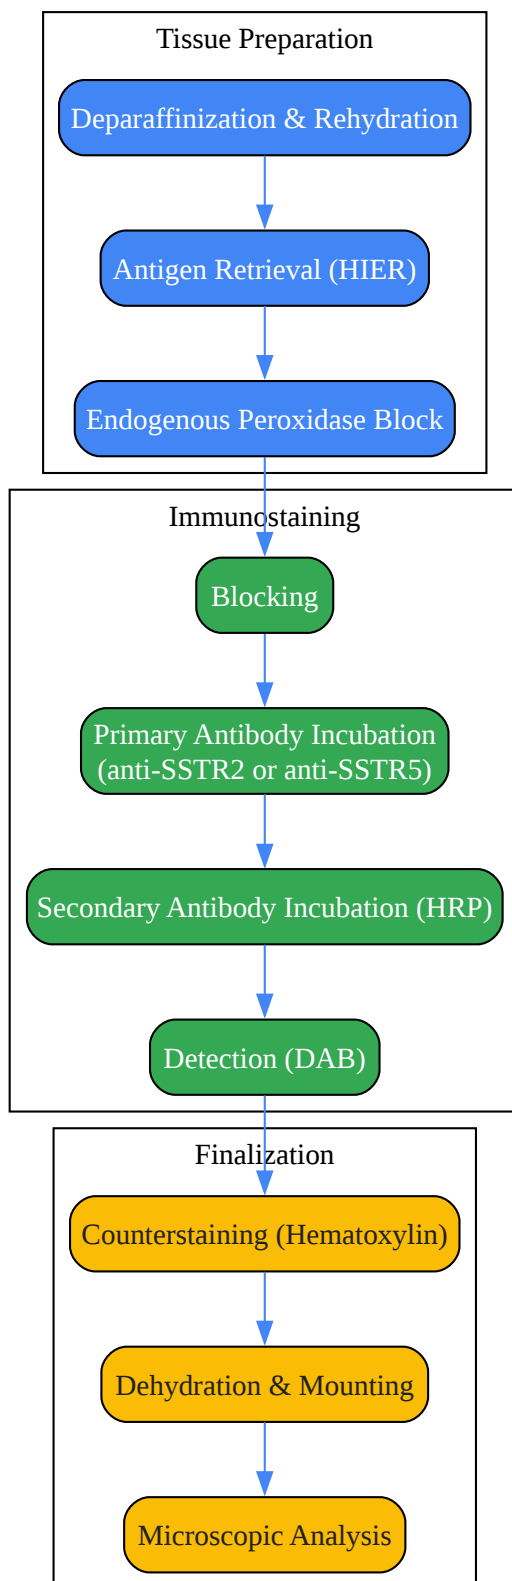 Tissue Preparation
Deparaffinization & Rehydration
Antigen Retrieval (HIER)
Endogenous Peroxidase Block
Immunostaining
Blocking
Primary Antibody Incubation
(anti-SSTR2 or anti-SSTR5)
Secondary Antibody Incubation (HRP)
Detection (DAB)
Finalization
Counterstaining (Hematoxylin)
Dehydration & Mounting
Microscopic Analysis